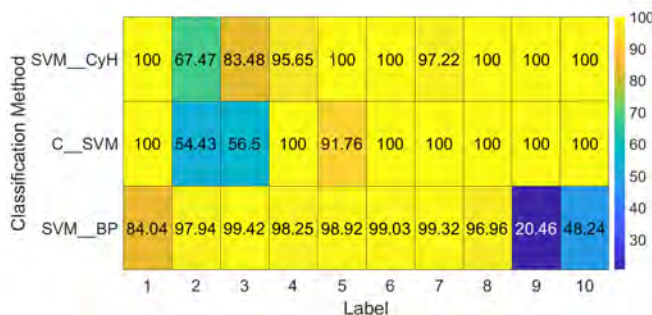 100
SVM__CyH 100 67.47 83.48 95.65 100 100 97.22 100 100 100
90
80
70
C__SVM 100 54.43 56.5 100 91.76 100 100 100 100 100
60
50
SVM__BP 84.04 97.94 99.42 98.25 98.92 99.03 99.32 96.96 20.46 48.24
40
30
1 2 3 4 5 6 7 8 9 10
Label
Classification Method